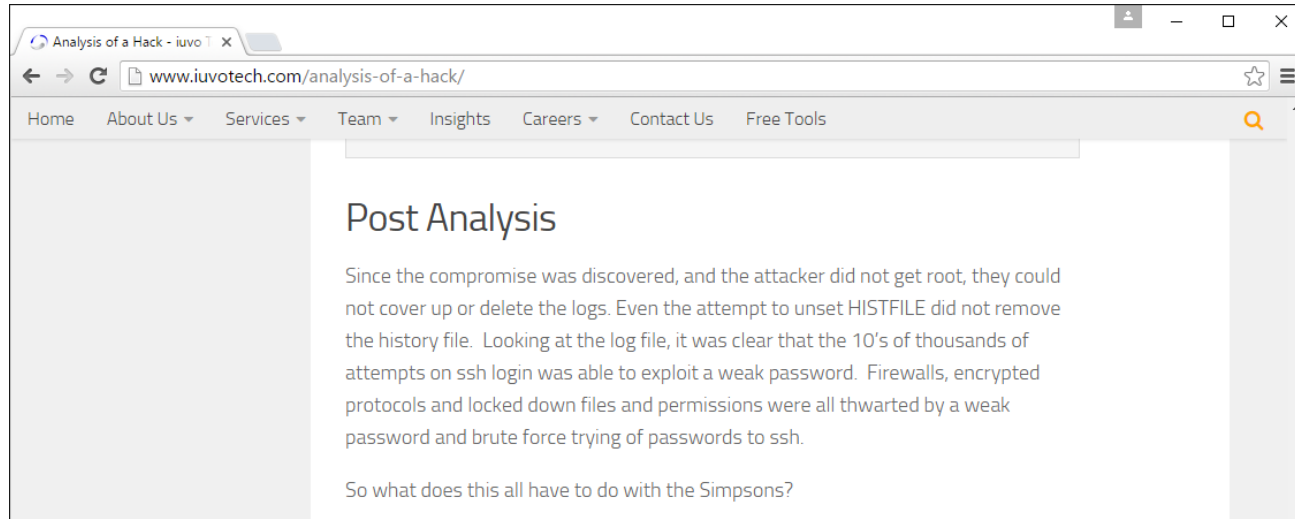 Analysis of a Hack - iuvo T
www.iuvotech.com/analysis-of-a-hack/
Home About Us Services Team Insights Careers Contact Us Free Tools
Post Analysis
Since the compromise was discovered, and the attacker did not get root, they could
not cover up or delete the logs. Even the attempt to unset HISTFILE did not remove
the history file.  Looking at the log file, it was clear that the 10's of thousands of
attempts on ssh login was able to exploit a weak password.  Firewalls, encrypted
protocols and locked down files and permissions were all thwarted by a weak
password and brute force trying of passwords to ssh.
So what does this all have to do with the Simpsons?